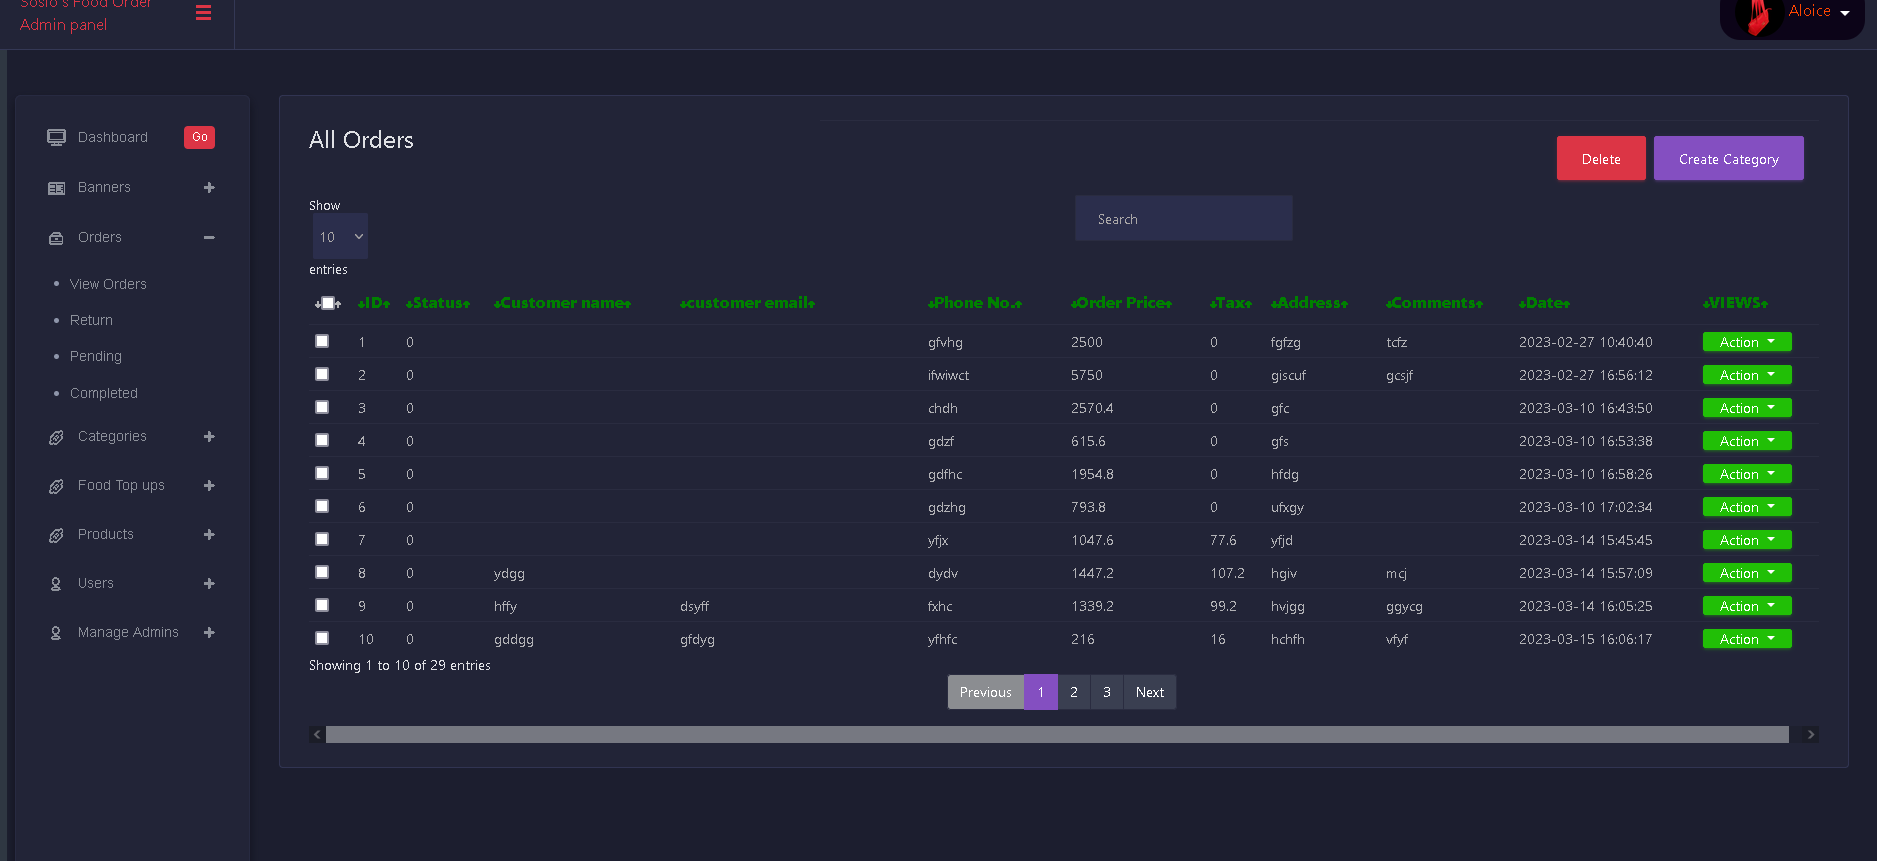 Sosio's Food Order
Admin panel
Aloice
Dashboard Go
Banners
Orders
View Orders
Return
Pending
Completed
Categories
Food Top ups
Products
Users
Manage Admins
All Orders
Delete Create Category
Show
10
entries
Search
ID Status Customer name customer email Phone No. Order Price Tax Address Comments Date VIEWS
1 0 gfvhg 2500 0 fgfzg tcfz 2023-02-27 10:40:40 Action
2 0 ifwiwct 5750 0 giscuf gcsjf 2023-02-27 16:56:12 Action
3 0 chdh 2570.4 0 gfc 2023-03-10 16:43:50 Action
4 0 gdzf 615.6 0 gfs 2023-03-10 16:53:38 Action
5 0 gdfhc 1954.8 0 hfdg 2023-03-10 16:58:26 Action
6 0 gdzhg 793.8 0 ufxgy 2023-03-10 17:02:34 Action
7 0 yfjx 1047.6 77.6 yfjd 2023-03-14 15:45:45 Action
8 0 ydgg dydv 1447.2 107.2 hgiv mcj 2023-03-14 15:57:09 Action
9 0 hffy dsyff fxhc 1339.2 99.2 hvjgg ggycg 2023-03-14 16:05:25 Action
10 0 gddgg gfdyg yfhfc 216 16 hchfh vfyf 2023-03-15 16:06:17 Action
Showing 1 to 10 of 29 entries
Previous 1 2 3 Next